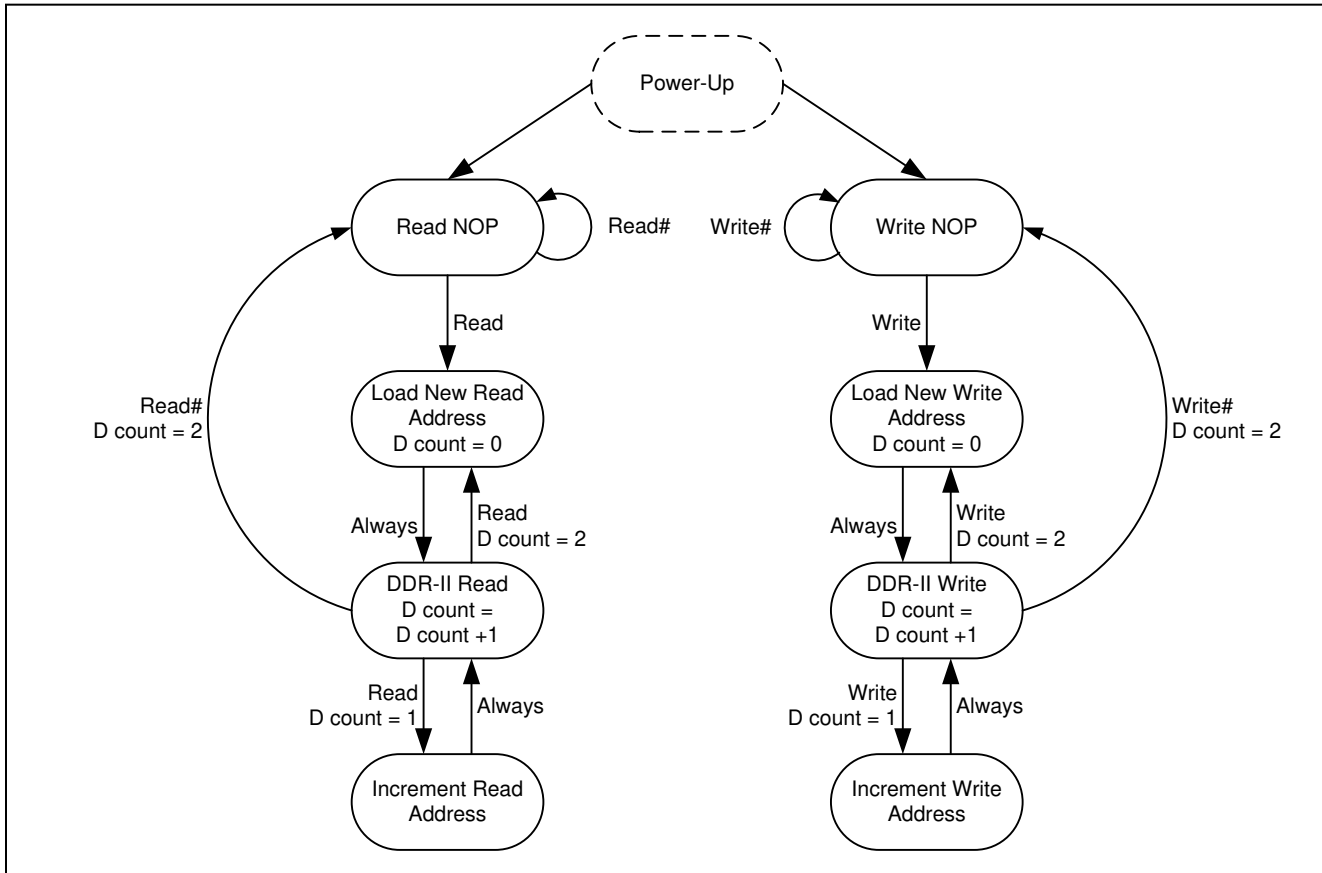 Power-Up
Read NOP
Read#
Write#
Write NOP
Read
Write
Load New Read
Address
D count = 0
Load New Write
Address
D count = 0
Read#
D count = 2
Write#
D count = 2
Always
Read
D count = 2
Always
Write
D count = 2
DDR-II Read
D count =
D count +1
DDR-II Write
D count =
D count +1
Read
D count = 1
Always
Write
D count = 1
Always
Increment Read
Address
Increment Write
Address